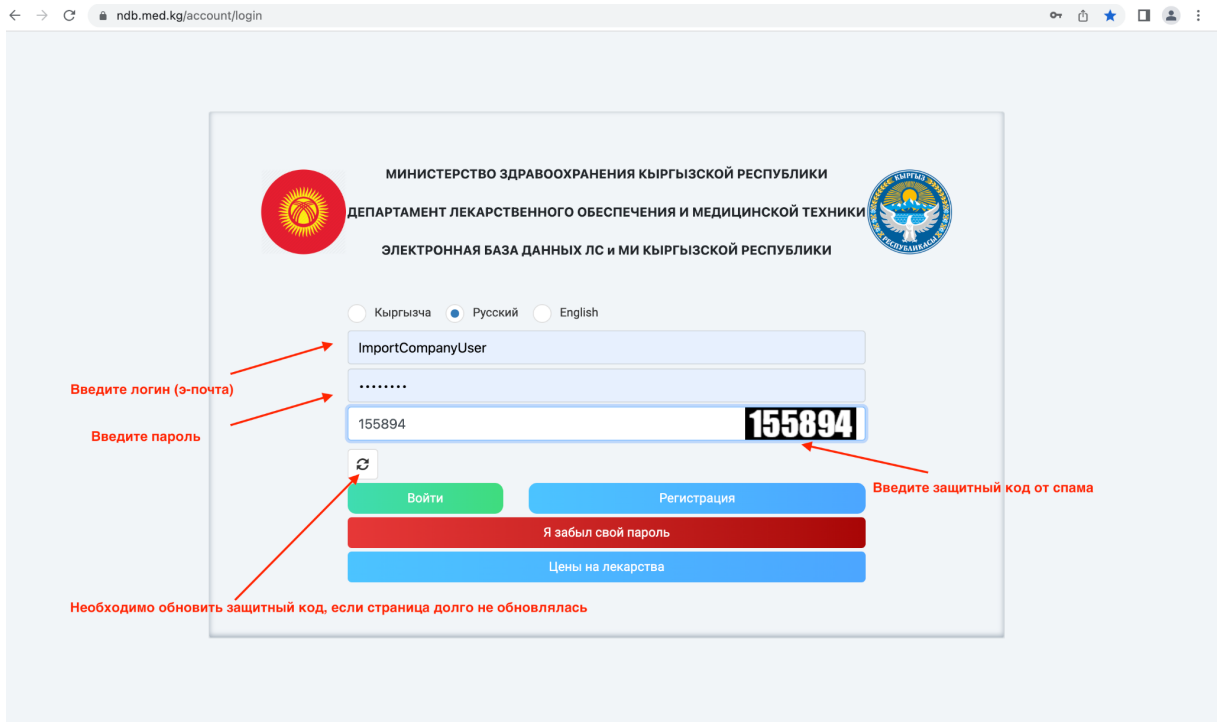 ndb.med.kg/account/login
МИНИСТЕРСТВО ЗДРАВООХРАНЕНИЯ КЫРГЫЗСКОЙ РЕСПУБЛИКИ
ДЕПАРТАМЕНТ ЛЕКАРСТВЕННОГО ОБЕСПЕЧЕНИЯ И МЕДИЦИНСКОЙ ТЕХНИКИ
ЭЛЕКТРОННАЯ БАЗА ДАННЫХ ЛС и МИ КЫРГЫЗСКОЙ РЕСПУБЛИКИ
КЫРГЫЗ
РЕСПУБЛИКАСЫ
Кыргызча Русский English
ImportCompanyUser
Введите логин (э-почта)
••••••••
Введите пароль
155894 155894
Введите защитный код от спама
Войти Регистрация
Я забыл свой пароль
Цены на лекарства
Необходимо обновить защитный код, если страница долго не обновлялась